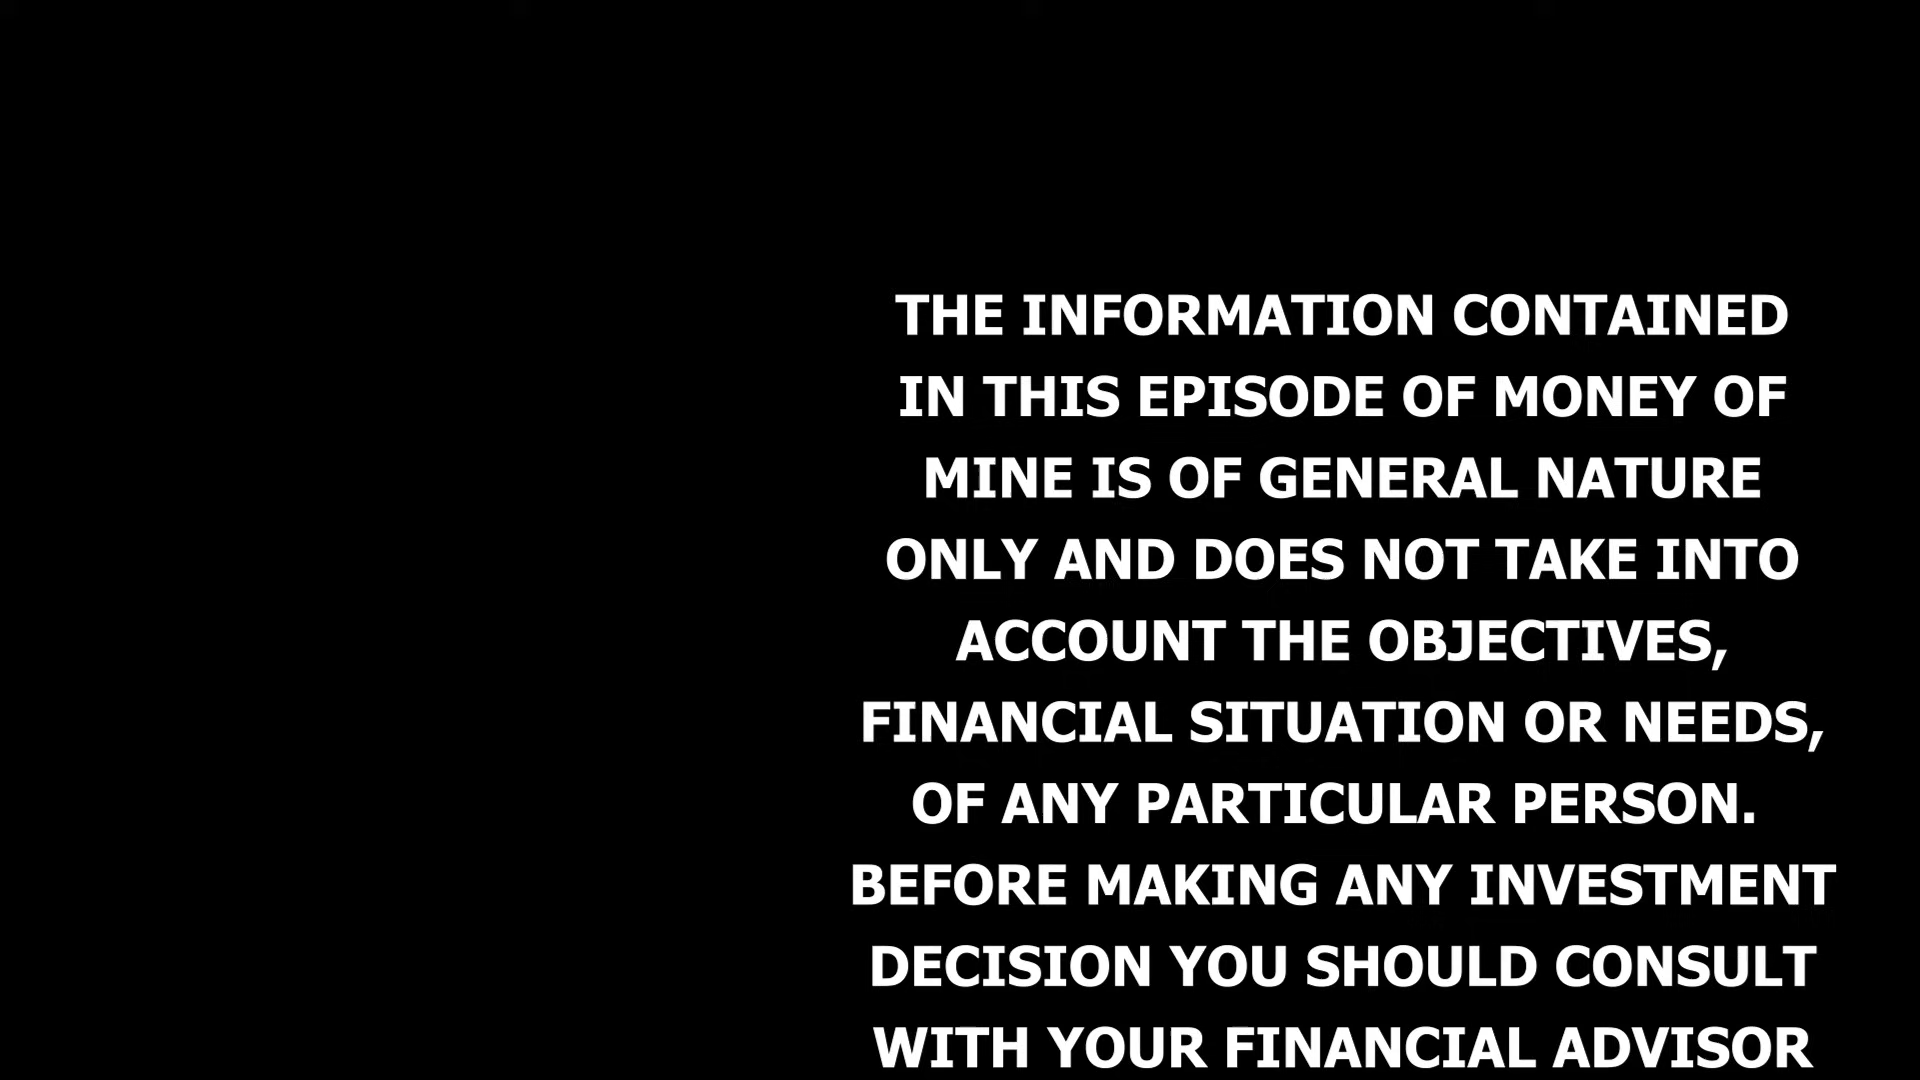 THE INFORMATION CONTAINED
IN THIS EPISODE OF MONEY OF
MINE IS OF GENERAL NATURE
ONLY AND DOES NOT TAKE INTO
ACCOUNT THE OBJECTIVES,
FINANCIAL SITUATION OR NEEDS,
OF ANY PARTICULAR PERSON.
BEFORE MAKING ANY INVESTMENT
DECISION YOU SHOULD CONSULT
WITH YOUR FINANCIAL ADVISOR